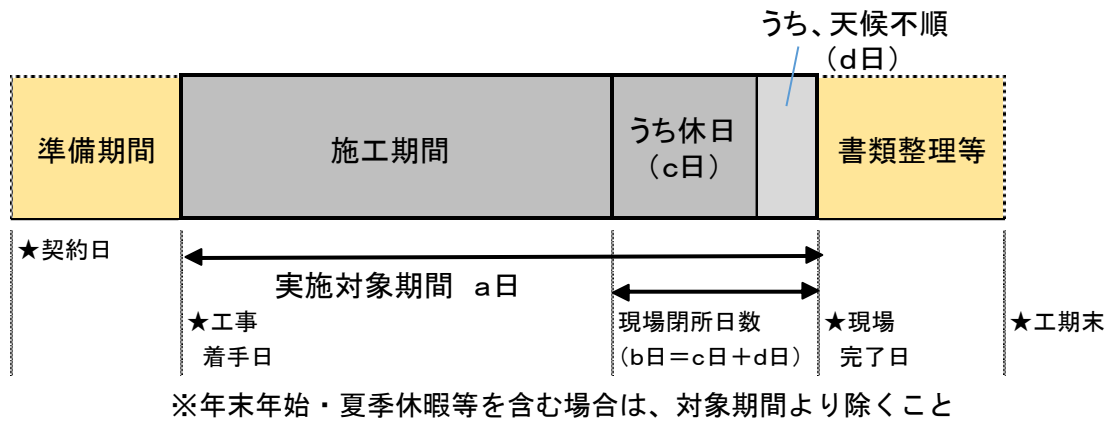 うち、天候不順
（ｄ日）
準備期間
施工期間
うち休日
（ｃ日）
書類整理等
★契約日
実施対象期間　ａ日
★工事
着手日
現場閉所日数
（ｂ日＝ｃ日＋ｄ日）
★現場
完了日
★工期末
※年末年始・夏季休暇等を含む場合は、対象期間より除くこと